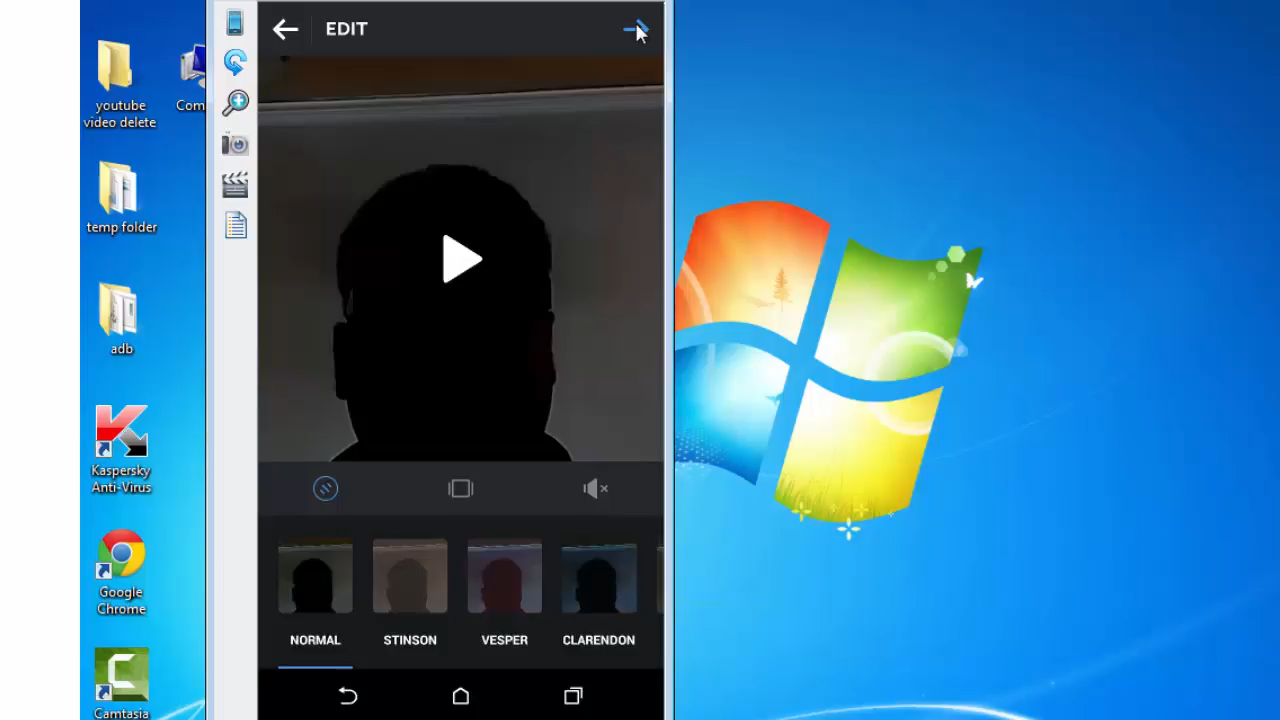 EDIT
youtube
video delete
Com
temp folder
adb
Kaspersky
Anti-Virus
Google
Chrome
Camtasia
NORMAL
STINSON
VESPER
CLARENDON